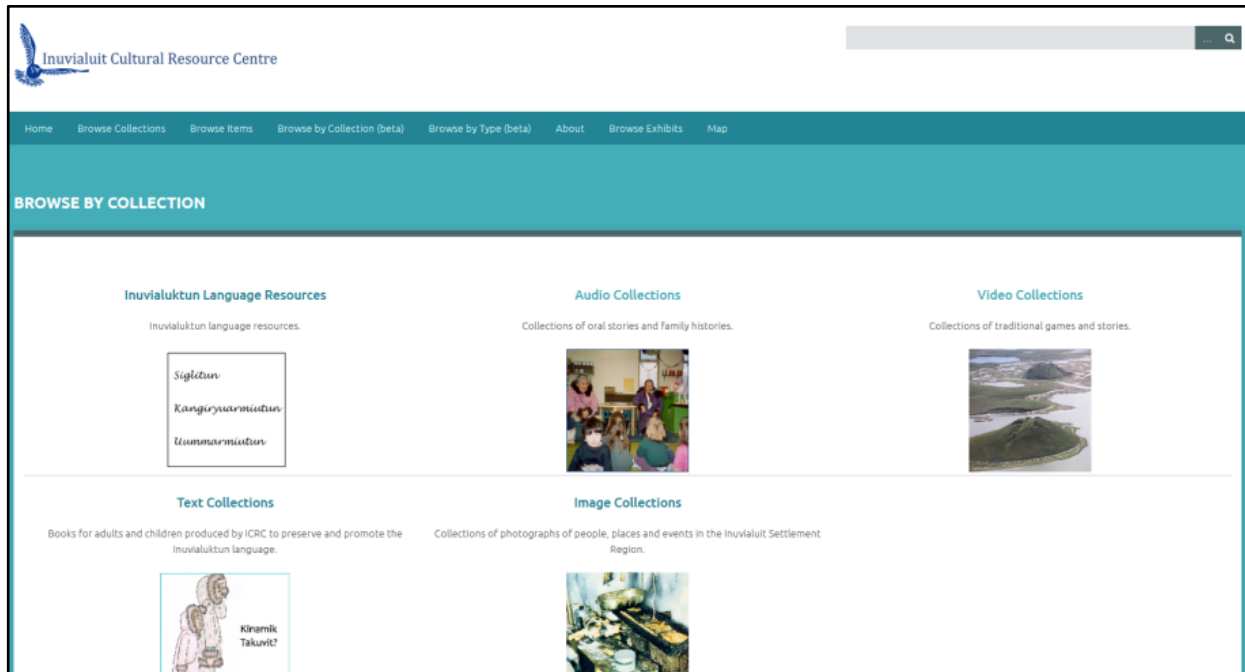 Inuvialuit Cultural Resource Centre
...
Home Browse Collections Browse Items Browse by Collection (beta) Browse by Type (beta) About Browse Exhibits Map
BROWSE BY COLLECTION
Inuvialuktun Language Resources
Inuvialuktun language resources.
Siglitun
Kangiryuarmiutun
Uummarmiutun
Audio Collections
Collections of oral stories and family histories.
Video Collections
Collections of traditional games and stories.
Text Collections
Books for adults and children produced by ICRC to preserve and promote the
Inuvialuktun language.
Kinamik
Takuvit?
Image Collections
Collections of photographs of people, places and events in the Inuvialuit Settlement
Region.